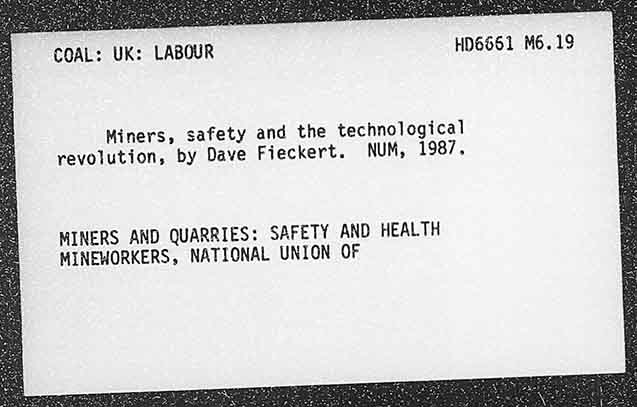 COAL: UK: LABOUR HD6661 M6.19
Miners, safety and the technological
revolution, by Dave Fieckert. NUM, 1987.
MINERS AND QUARRIES: SAFETY AND HEALTH
MINEWORKERS, NATIONAL UNION OF